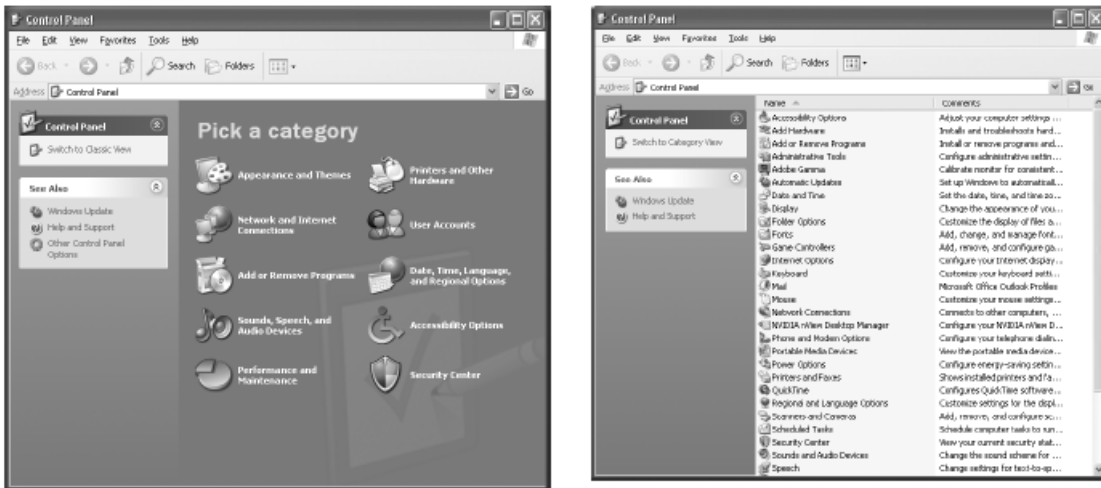 Control Panel
File Edit View Favorites Tools Help
Back Search Folders
Address Control Panel Go
Control Panel
Switch to Classic View
See Also
Windows Update
Help and Support
Other Control Panel
Options
Pick a category
Appearance and Themes
Printers and Other
Hardware
Network and Internet
Connections
User Accounts
Add or Remove Programs
Date, Time, Language,
and Regional Options
Sounds, Speech, and
Audio Devices
Accessibility Options
Performance and
Maintenance
Security Center
Control Panel
File Edit View Favorites Tools Help
Back Search Folders
Address Control Panel
Control Panel
Switch to Category View
See Also
Windows Update
Help and Support
Name Comments
Accessibility Options Adjust your computer settings ...
Add Hardware Installs and troubleshoots hard...
Add or Remove Programs Install or remove programs and...
Administrative Tools Configure administrative settin...
Adobe Gamma Calibrate monitor for consistent...
Automatic Updates Set up Windows to automaticall...
Date and Time Set the date, time, and time zo...
Display Change the appearance of you...
Folder Options Customize the display of files a...
Fonts Add, change, and manage font...
Game Controllers Add, remove, and configure ga...
Internet Options Configure your Internet display...
Keyboard Customize your keyboard setti...
Mail Microsoft Office Outlook Profiles
Mouse Customize your mouse settings...
Network Connections Connects to other computers, ...
NVIDIA nView Desktop Manager Configure your NVIDIA nView D...
Phone and Modem Options Configure your telephone dialin...
Portable Media Devices View the portable media device...
Power Options Configure energy-saving settin...
Printers and Faxes Shows installed printers and fa...
QuickTime Configures QuickTime software...
Regional and Language Options Customize settings for the displ...
Scanners and Cameras Add, remove, and configure sc...
Scheduled Tasks Schedule computer tasks to run...
Security Center View your current security stat...
Sounds and Audio Devices Change the sound scheme for ...
Speech Change settings for text-to-sp...